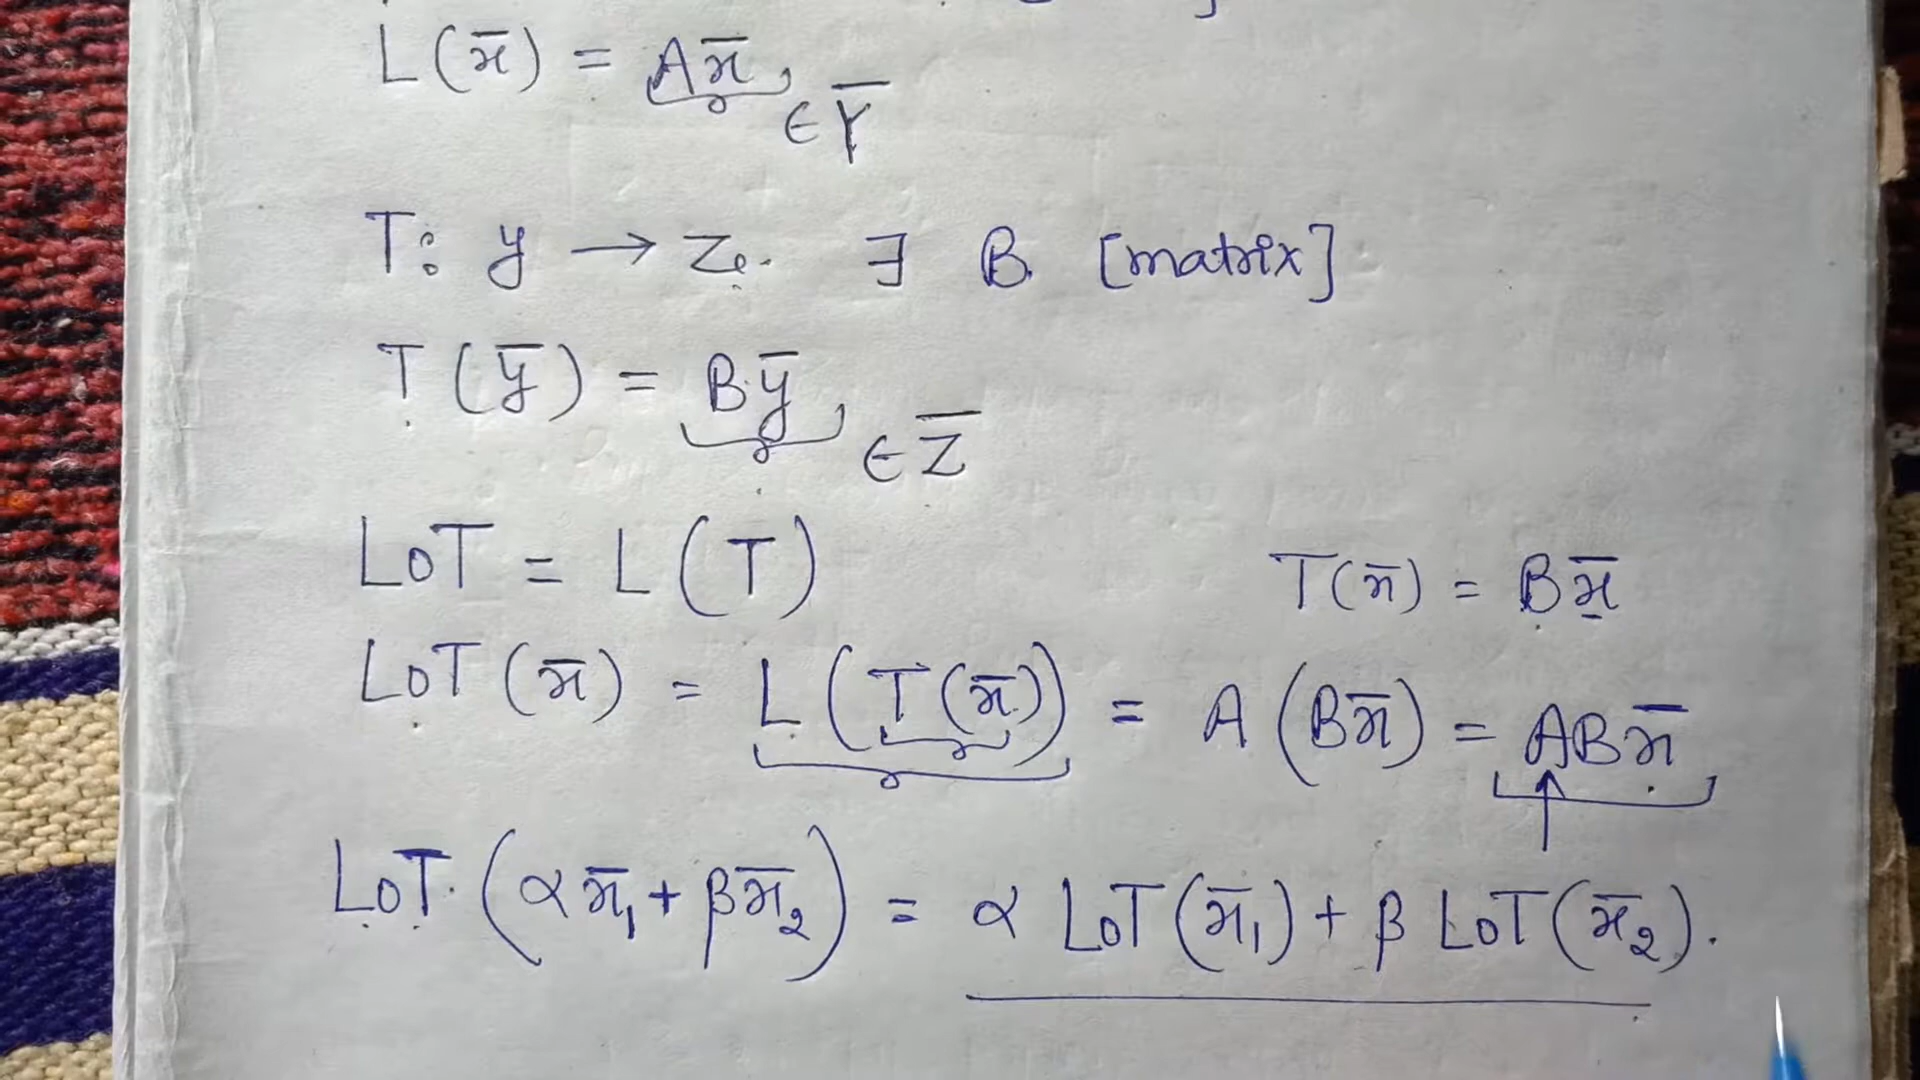 L(x̄) = Ax̄, ∈ Ȳ
T: y → Z. ∃ B [matrix]
T(ȳ) = Bȳ, ∈ Z̄
LoT = L(T)
T(x̄) = Bx̄
LoT(x̄) = L(T(x̄)) = A(Bx̄) = ABx̄
LoT(αx̄₁ + βx̄₂) = α LoT(x̄₁) + β LoT(x̄₂).